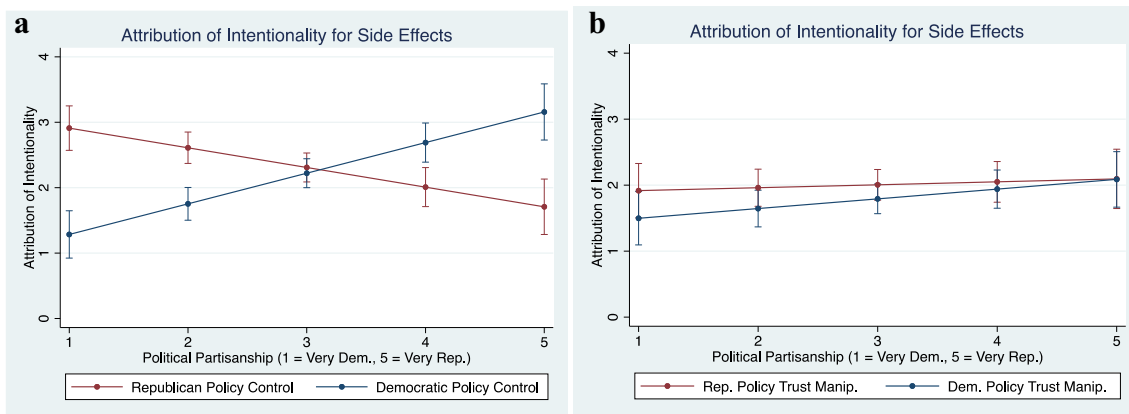 a
Attribution of Intentionality for Side Effects
Attribution of Intentionality
4
3
2
1
0
1 2 3 4 5
Political Partisanship (1 = Very Dem., 5 = Very Rep.)
Republican Policy Control Democratic Policy Control
b
Attribution of Intentionality for Side Effects
Attribution of Intentionality
4
3
2
1
0
1 2 3 4 5
Political Partisanship (1 = Very Dem., 5 = Very Rep.)
Rep. Policy Trust Manip. Dem. Policy Trust Manip.